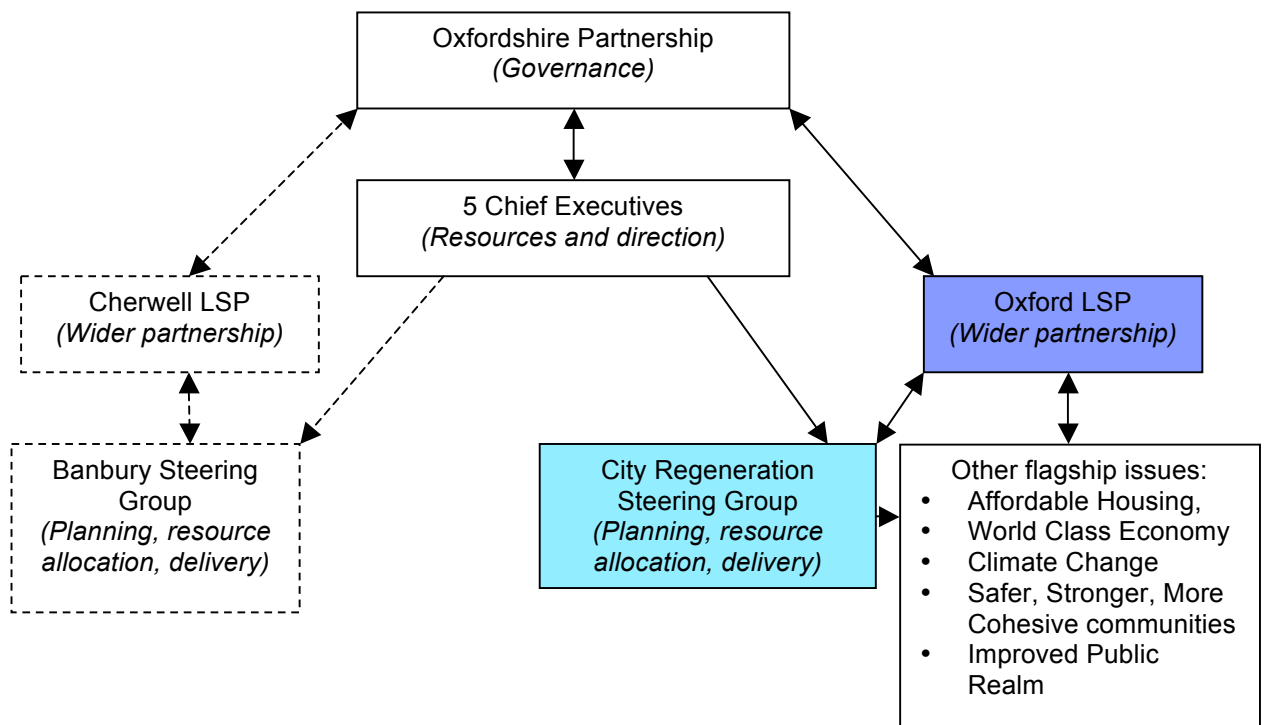 Oxfordshire Partnership
(Governance)
5 Chief Executives
(Resources and direction)
Cherwell LSP
(Wider partnership)
Oxford LSP
(Wider partnership)
Banbury Steering
Group
(Planning, resource
allocation, delivery)
City Regeneration
Steering Group
(Planning, resource
allocation, delivery)
Other flagship issues:
• Affordable Housing,
• World Class Economy
• Climate Change
• Safer, Stronger, More
Cohesive communities
• Improved Public
Realm